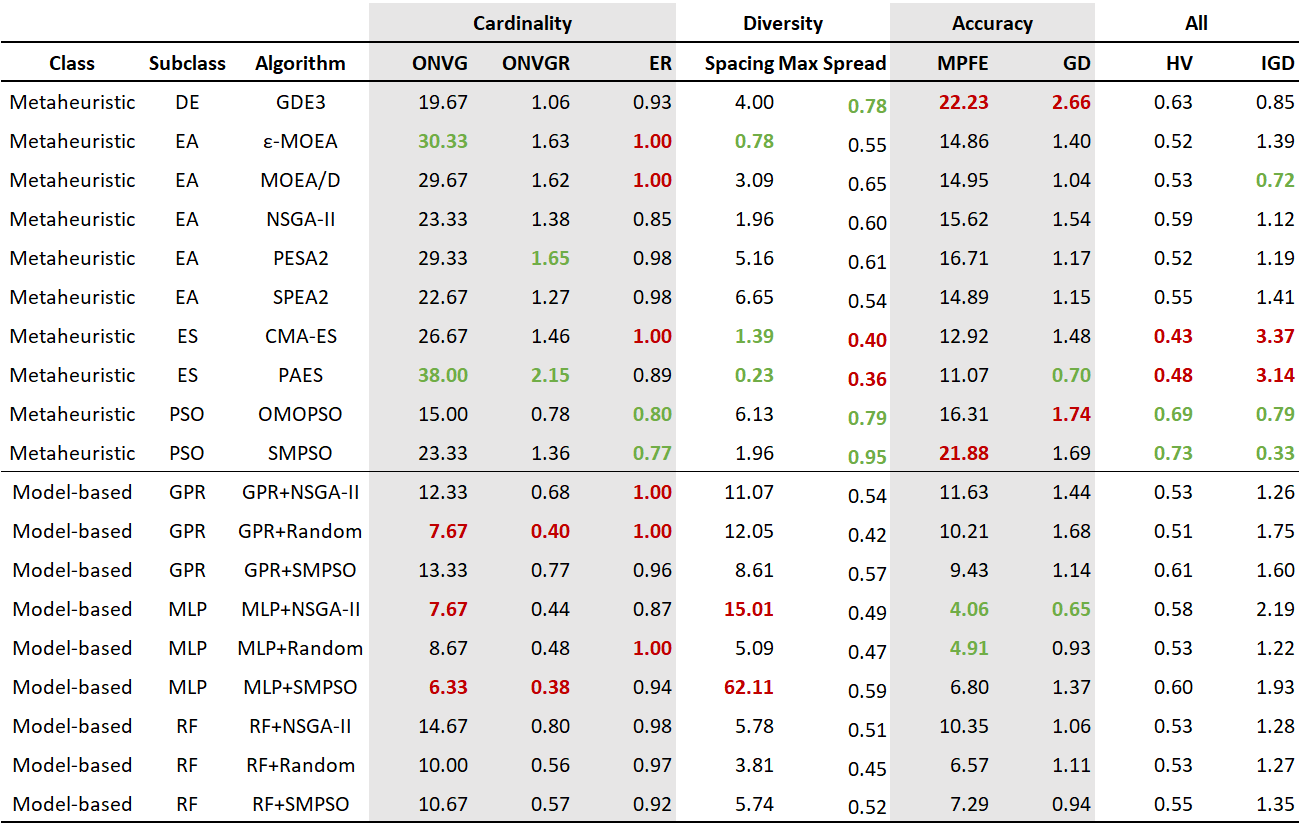 Cardinality Diversity Accuracy All
Class Subclass Algorithm ONVG ONVGR ER Spacing Max Spread MPFE GD HV IGD
Metaheuristic DE GDE3 19.67 1.06 0.93 4.00 0.78 22.23 2.66 0.63 0.85
Metaheuristic EA ε-MOEA 30.33 1.63 1.00 0.78 0.55 14.86 1.40 0.52 1.39
Metaheuristic EA MOEA/D 29.67 1.62 1.00 3.09 0.65 14.95 1.04 0.53 0.72
Metaheuristic EA NSGA-II 23.33 1.38 0.85 1.96 0.60 15.62 1.54 0.59 1.12
Metaheuristic EA PESA2 29.33 1.65 0.98 5.16 0.61 16.71 1.17 0.52 1.19
Metaheuristic EA SPEA2 22.67 1.27 0.98 6.65 0.54 14.89 1.15 0.55 1.41
Metaheuristic ES CMA-ES 26.67 1.46 1.00 1.39 0.40 12.92 1.48 0.43 3.37
Metaheuristic ES PAES 38.00 2.15 0.89 0.23 0.36 11.07 0.70 0.48 3.14
Metaheuristic PSO OMOPSO 15.00 0.78 0.80 6.13 0.79 16.31 1.74 0.69 0.79
Metaheuristic PSO SMPSO 23.33 1.36 0.77 1.96 0.95 21.88 1.69 0.73 0.33
Model-based GPR GPR+NSGA-II 12.33 0.68 1.00 11.07 0.54 11.63 1.44 0.53 1.26
Model-based GPR GPR+Random 7.67 0.40 1.00 12.05 0.42 10.21 1.68 0.51 1.75
Model-based GPR GPR+SMPSO 13.33 0.77 0.96 8.61 0.57 9.43 1.14 0.61 1.60
Model-based MLP MLP+NSGA-II 7.67 0.44 0.87 15.01 0.49 4.06 0.65 0.58 2.19
Model-based MLP MLP+Random 8.67 0.48 1.00 5.09 0.47 4.91 0.93 0.53 1.22
Model-based MLP MLP+SMPSO 6.33 0.38 0.94 62.11 0.59 6.80 1.37 0.60 1.93
Model-based RF RF+NSGA-II 14.67 0.80 0.98 5.78 0.51 10.35 1.06 0.53 1.28
Model-based RF RF+Random 10.00 0.56 0.97 3.81 0.45 6.57 1.11 0.53 1.27
Model-based RF RF+SMPSO 10.67 0.57 0.92 5.74 0.52 7.29 0.94 0.55 1.35